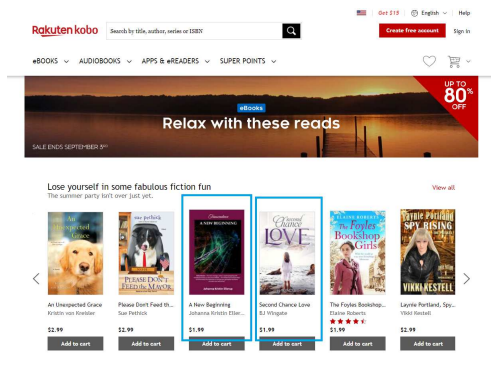 Get $15
English
Help
Rakuten kobo
Search by title, author, series or ISBN
Create free account
Sign in
eBOOKS
AUDIOBOOKS
APPS & eREADERS
SUPER POINTS
UP TO
80%
OFF
eBooks
Relax with these reads
SALE ENDS SEPTEMBER 3RD
Lose yourself in some fabulous fiction fun
The summer party isn't over just yet.
View all
An
Unexpected
Grace
sue pethick
PLEASE DON'T
FEED the MAYOR
A NEW BEGINNING
Second
Chance
LOVE
ELAINE ROBERTS
The Foyles
Bookshop
Girls
Laynie Portland
SPY RISING
VIKKI KESTELL
An Unexpected Grace
Kristin von Kreisler
$2.99
Add to cart
Please Don't Feed th...
Sue Pethick
$2.99
Add to cart
A New Beginning
Johanna Kristin Eller...
$1.99
Add to cart
Second Chance Love
EJ Wingate
$1.99
Add to cart
The Foyles Bookshop...
Elaine Roberts
$1.99
Add to cart
Laynie Portland, Spy...
Vikki Kestell
$2.99
Add to cart